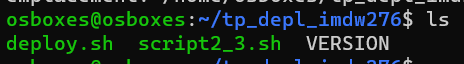 osboxes@osboxes:~/tp_depl_imdw276$ ls
deploy.sh script2_3.sh VERSION